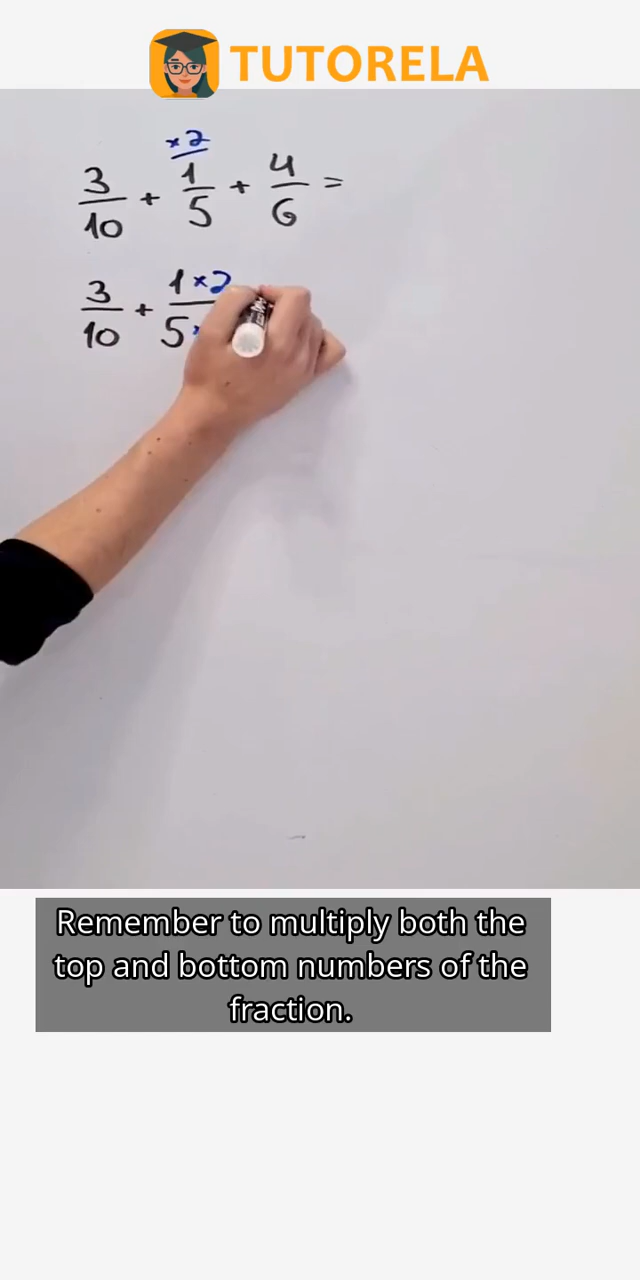 TUTORELA
×2
3/10 + 1/5 + 4/6 =
3/10 + 1×2/5×
Remember to multiply both the
top and bottom numbers of the
fraction.